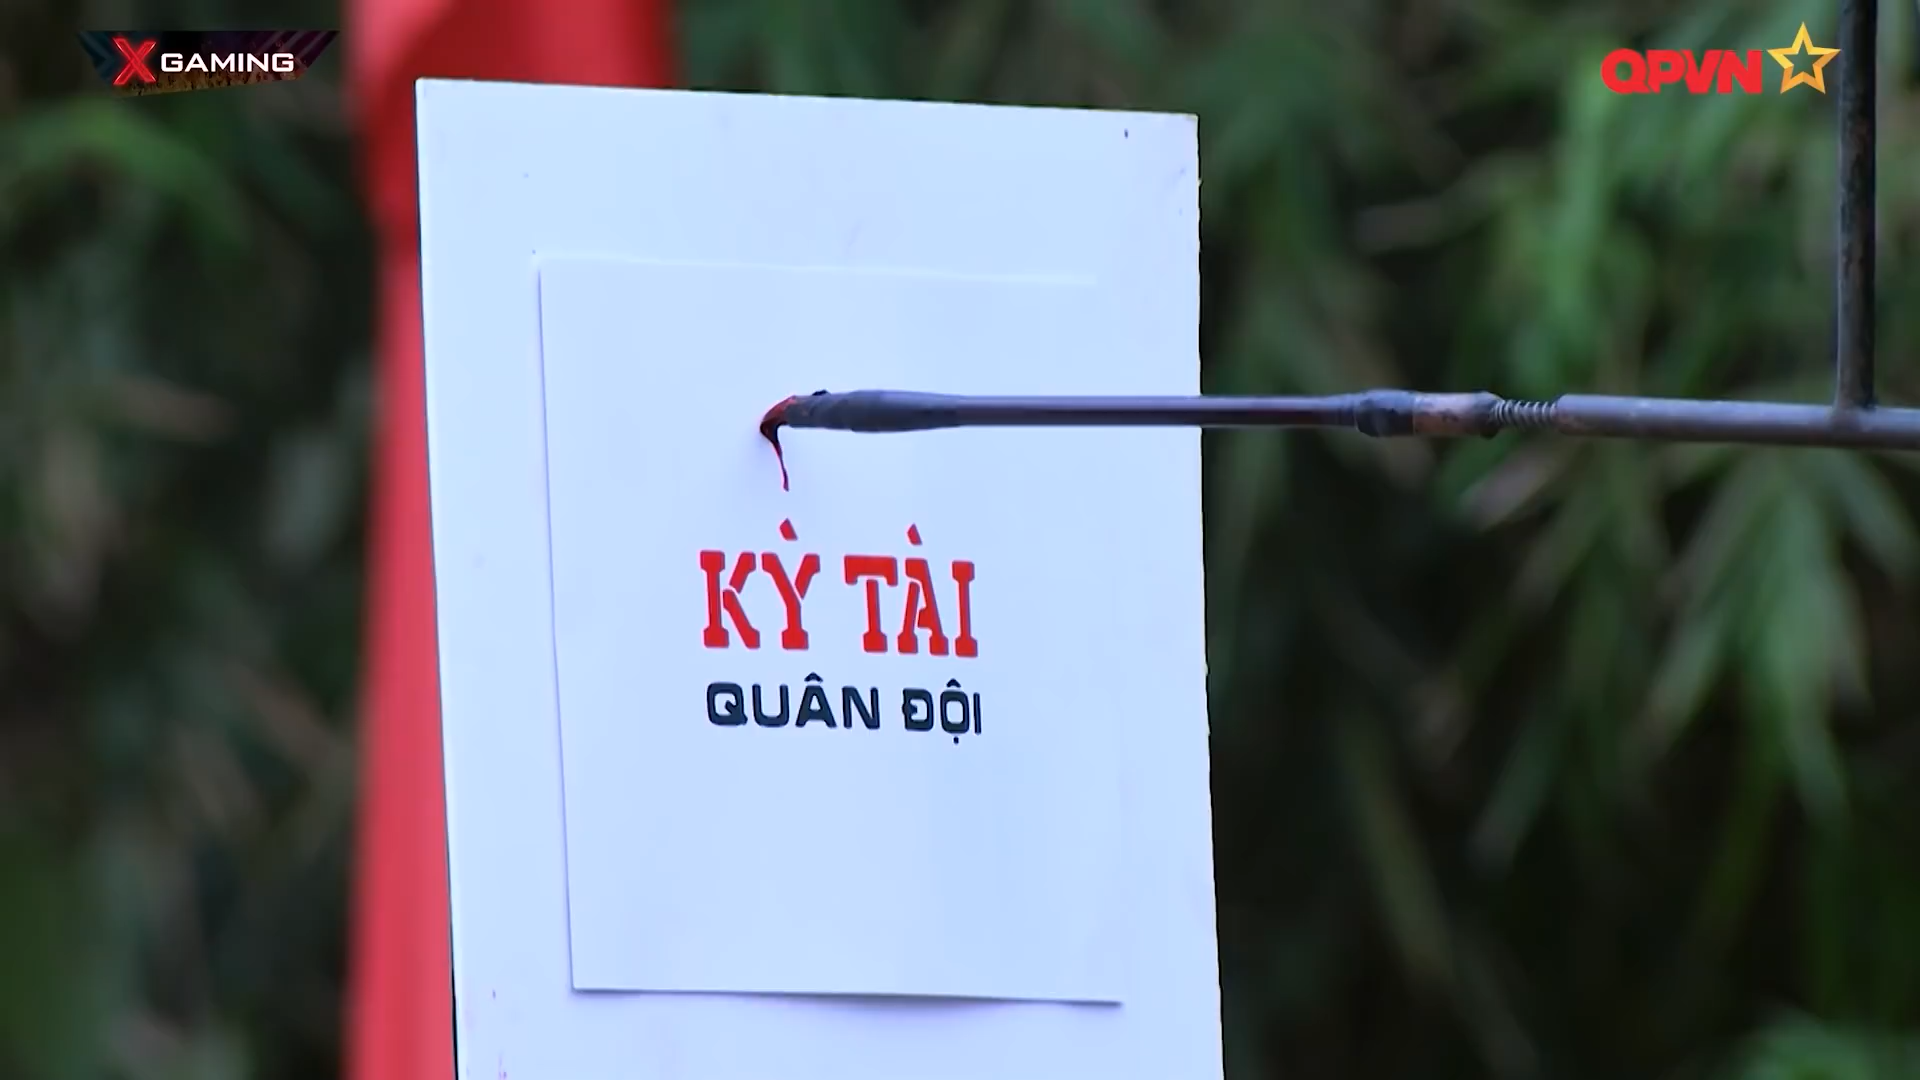 X GAMING
QPVN
KỲ TÀI
QUÂN ĐỘI